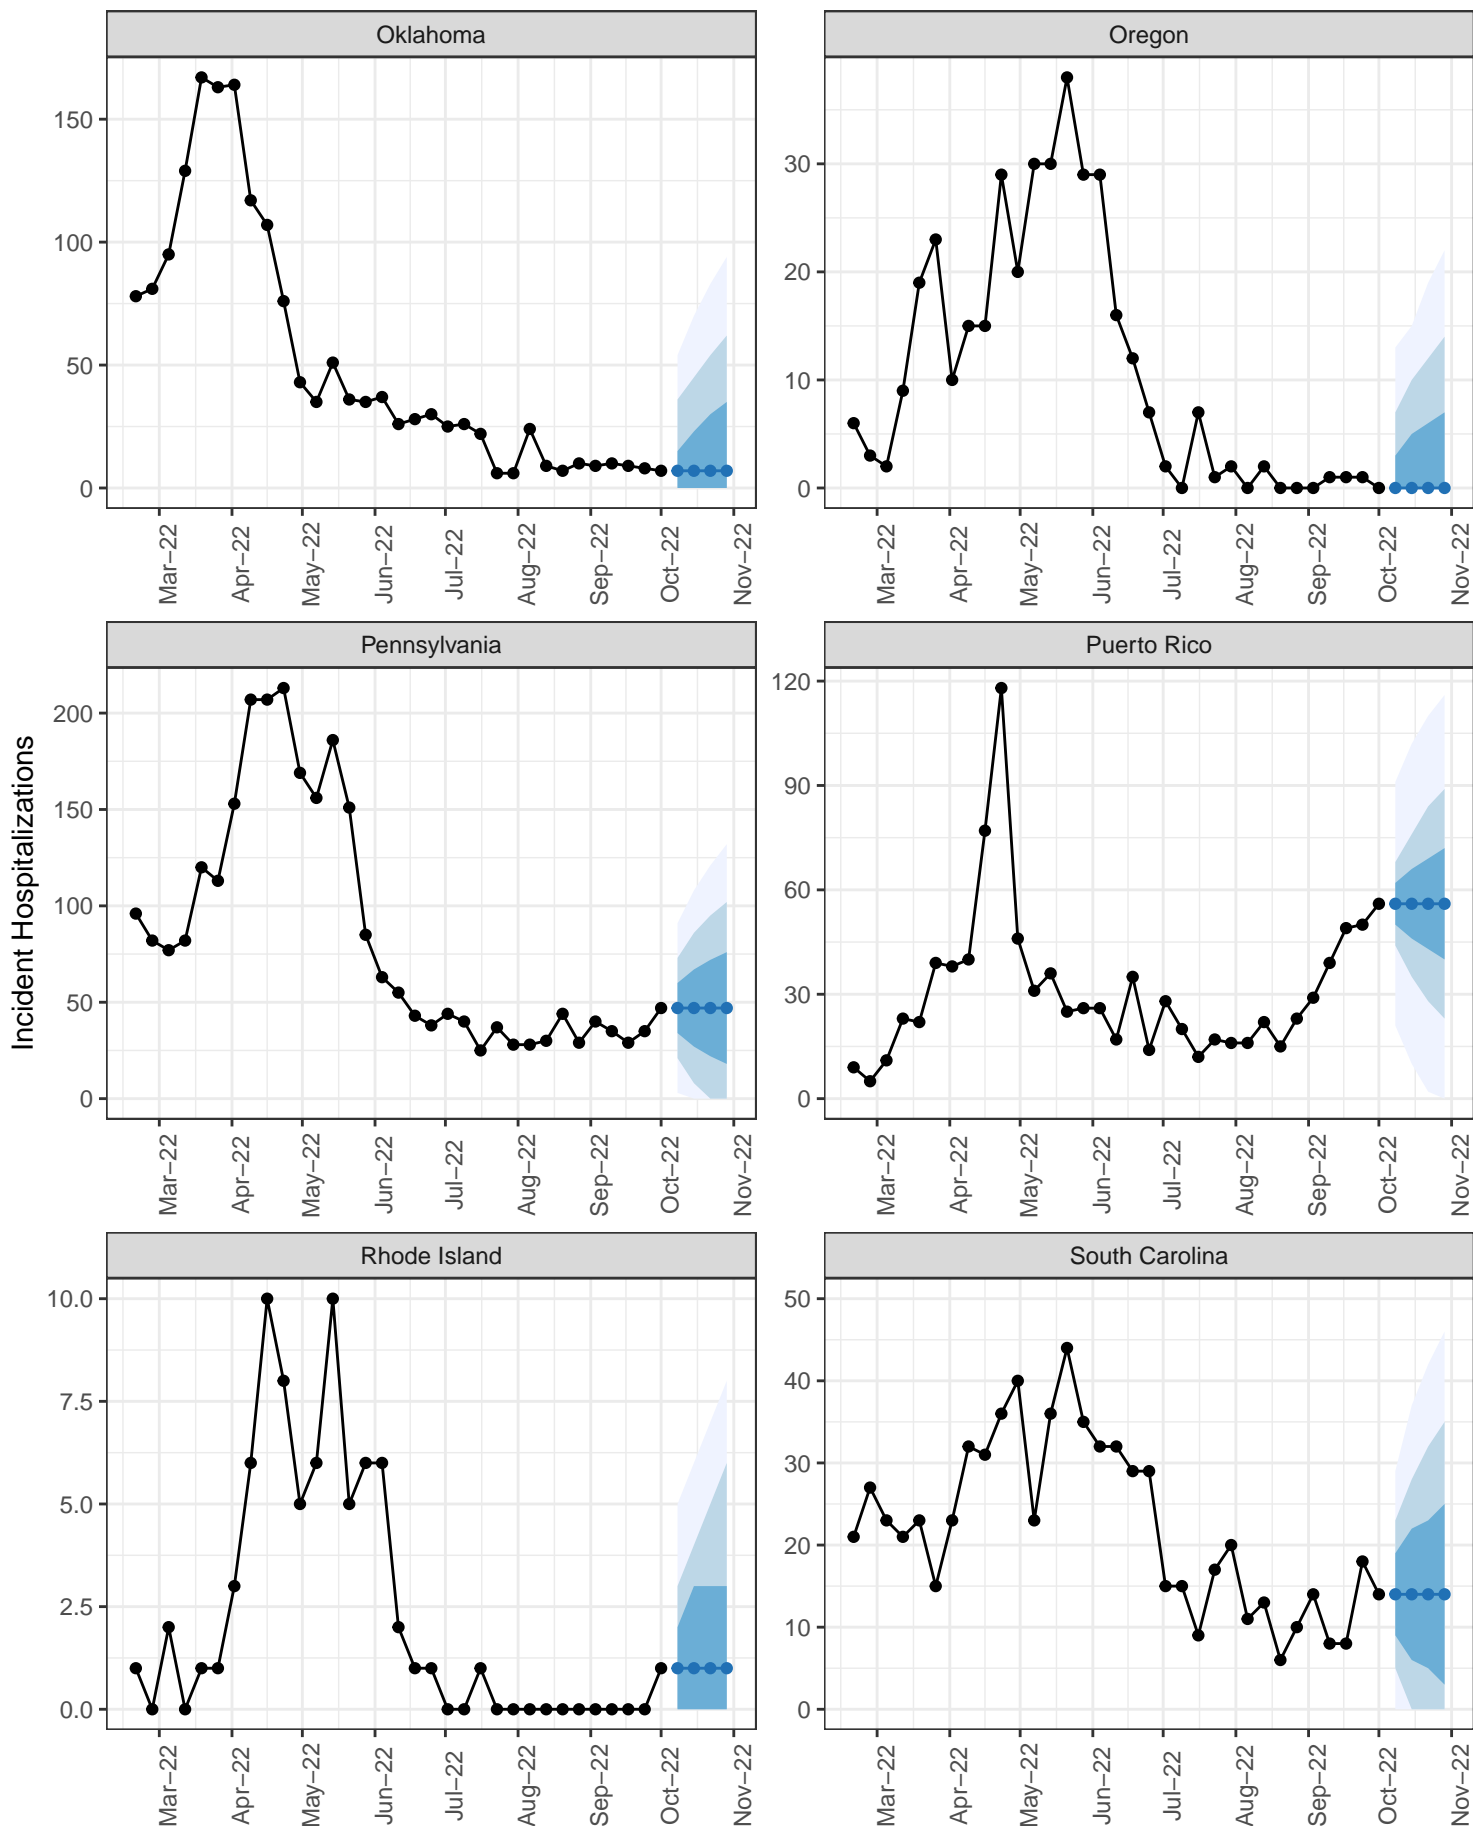 Incident Hospitalizations
Oklahoma
150
100
50
0
Mar−22
Apr−22
May−22
Jun−22
Jul−22
Aug−22
Sep−22
Oct−22
Nov−22
Oregon
30
20
10
0
Mar−22
Apr−22
May−22
Jun−22
Jul−22
Aug−22
Sep−22
Oct−22
Nov−22
Pennsylvania
200
150
100
50
0
Mar−22
Apr−22
May−22
Jun−22
Jul−22
Aug−22
Sep−22
Oct−22
Nov−22
Puerto Rico
120
90
60
30
0
Mar−22
Apr−22
May−22
Jun−22
Jul−22
Aug−22
Sep−22
Oct−22
Nov−22
Rhode Island
10.0
7.5
5.0
2.5
0.0
Mar−22
Apr−22
May−22
Jun−22
Jul−22
Aug−22
Sep−22
Oct−22
Nov−22
South Carolina
50
40
30
20
10
0
Mar−22
Apr−22
May−22
Jun−22
Jul−22
Aug−22
Sep−22
Oct−22
Nov−22